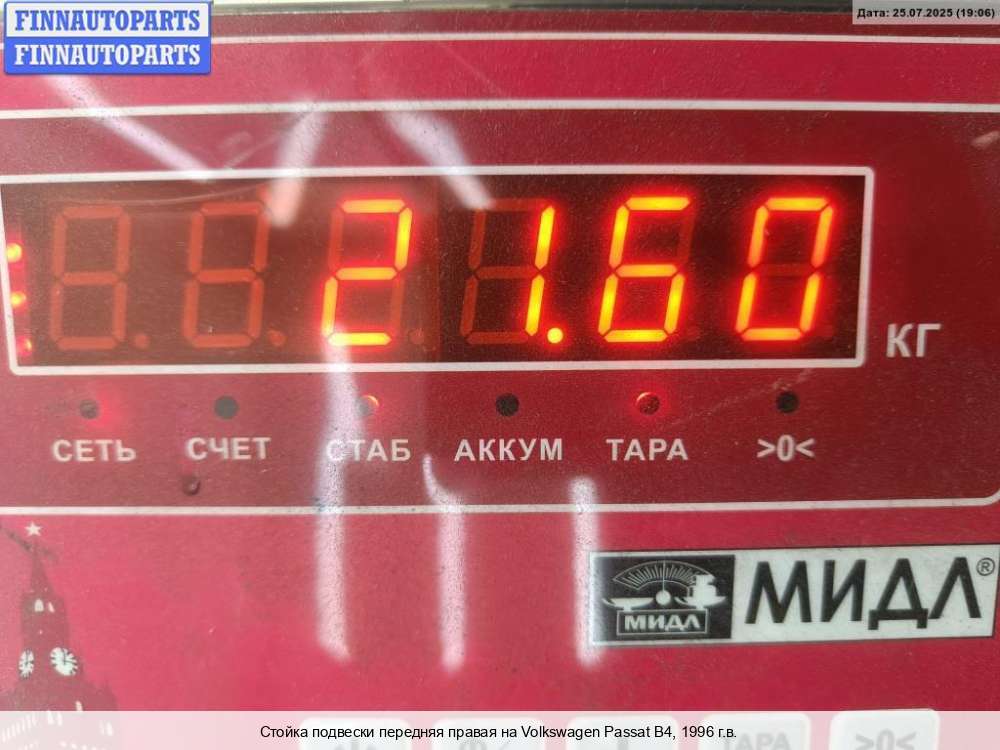 FINNAUTOPARTS
FINNAUTOPARTS
Дата: 25.07.2025 (19:06)
21.60
КГ
СЕТЬ СЧЕТ СТАБ АККУМ ТАРА >0<
МИДЛ МИДЛ®
ТАРА >0<
Стойка подвески передняя правая на Volkswagen Passat B4, 1996 г.в.